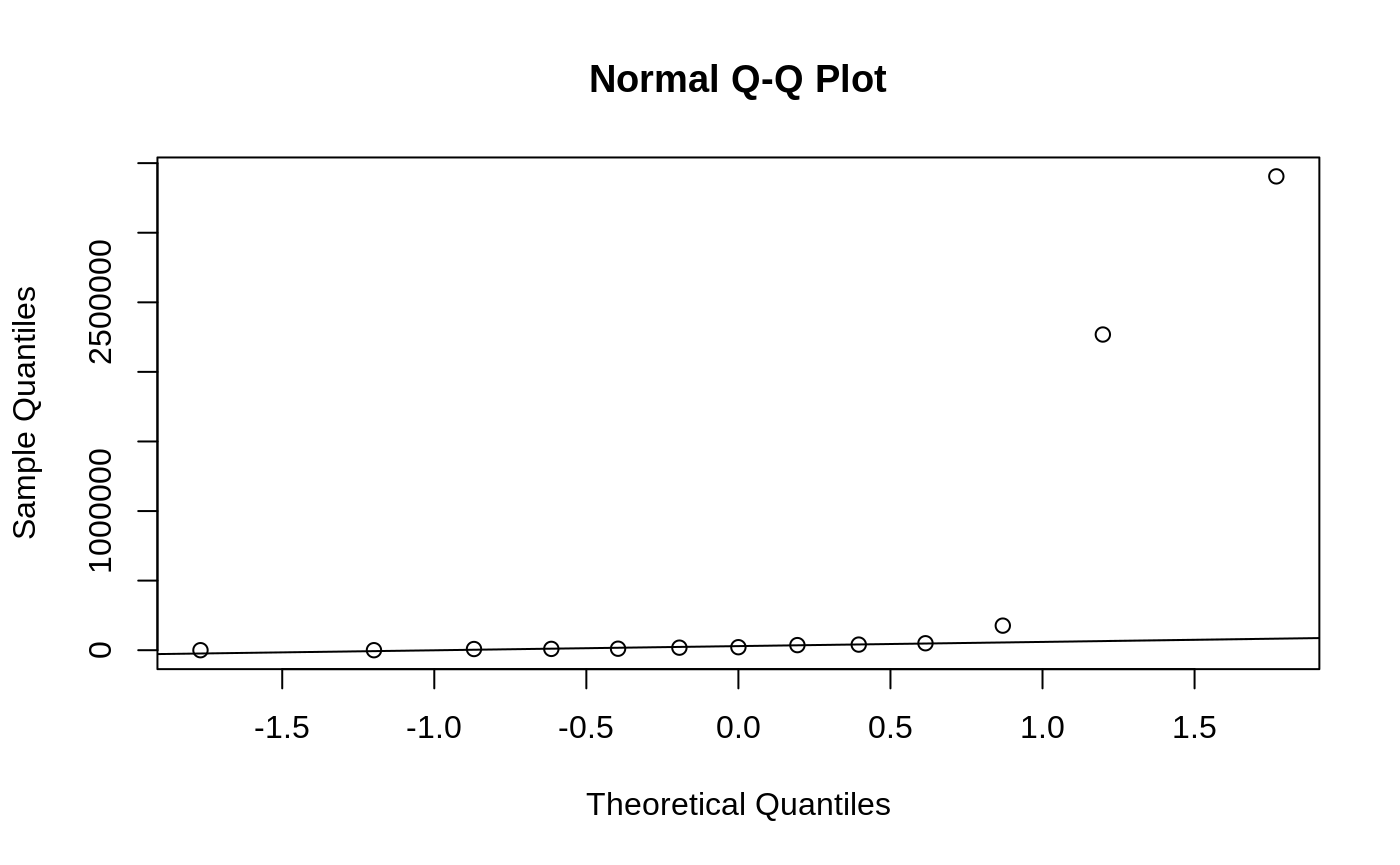 Normal Q-Q Plot
Sample Quantiles
2500000
1000000
0
-1.5 -1.0 -0.5 0.0 0.5 1.0 1.5
Theoretical Quantiles